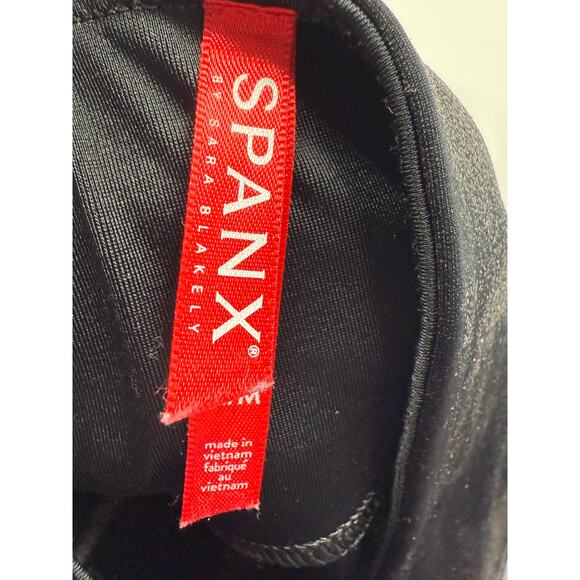 SPANX®
BY SARA BLAKELY
M
made in
vietnam
fabriqué
au
vietnam